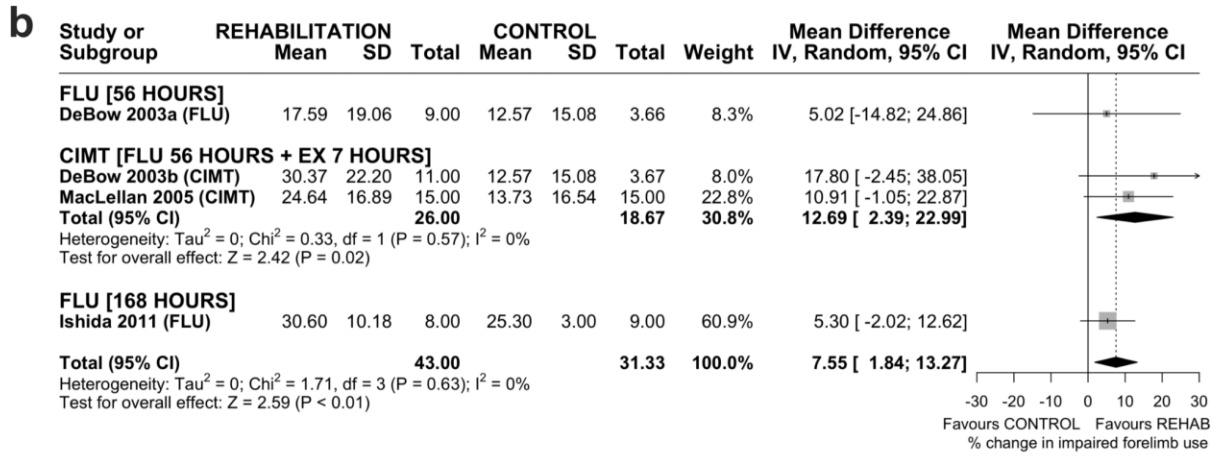 b
Study or REHABILITATION CONTROL Mean Difference Mean Difference
Subgroup Mean SD Total Mean SD Total Weight IV, Random, 95% CI IV, Random, 95% CI
FLU [56 HOURS]
DeBow 2003a (FLU) 17.59 19.06 9.00 12.57 15.08 3.66 8.3% 5.02 [-14.82; 24.86]
CIMT [FLU 56 HOURS + EX 7 HOURS]
DeBow 2003b (CIMT) 30.37 22.20 11.00 12.57 15.08 3.67 8.0% 17.80 [-2.45; 38.05]
MacLellan 2005 (CIMT) 24.64 16.89 15.00 13.73 16.54 15.00 22.8% 10.91 [ -1.05; 22.87]
Total (95% CI) 26.00 18.67 30.8% 12.69 [ 2.39; 22.99]
Heterogeneity: Tau² = 0; Chi² = 0.33, df = 1 (P = 0.57); I² = 0%
Test for overall effect: Z = 2.42 (P = 0.02)
FLU [168 HOURS]
Ishida 2011 (FLU) 30.60 10.18 8.00 25.30 3.00 9.00 60.9% 5.30 [ -2.02; 12.62]
Total (95% CI) 43.00 31.33 100.0% 7.55 [ 1.84; 13.27]
Heterogeneity: Tau² = 0; Chi² = 1.71, df = 3 (P = 0.63); I² = 0%
Test for overall effect: Z = 2.59 (P < 0.01)
-30 -20 -10 0 10 20 30
Favours CONTROL Favours REHAB
% change in impaired forelimb use